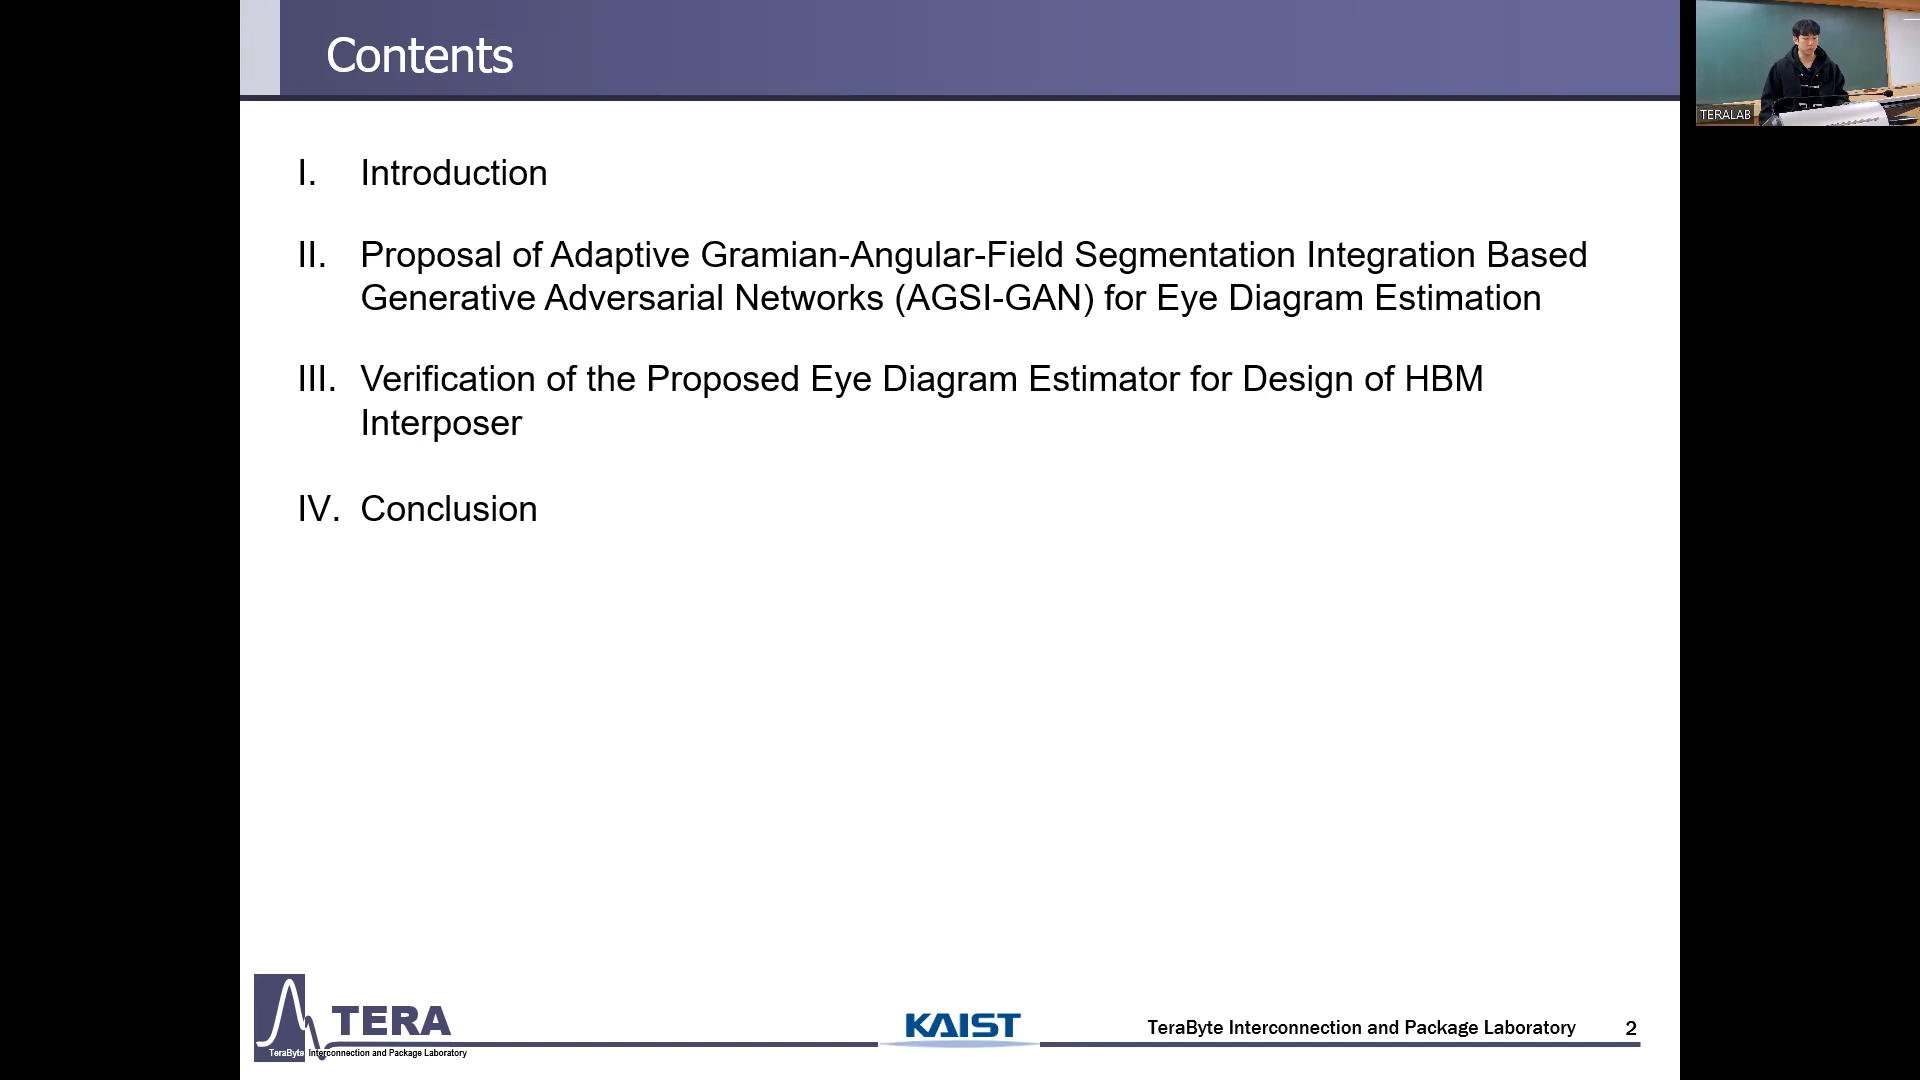 Contents
TERALAB
I. Introduction
II. Proposal of Adaptive Gramian-Angular-Field Segmentation Integration Based
Generative Adversarial Networks (AGSI-GAN) for Eye Diagram Estimation
III. Verification of the Proposed Eye Diagram Estimator for Design of HBM
Interposer
IV. Conclusion
TERA
TeraByte Interconnection and Package Laboratory
KAIST
TeraByte Interconnection and Package Laboratory 2